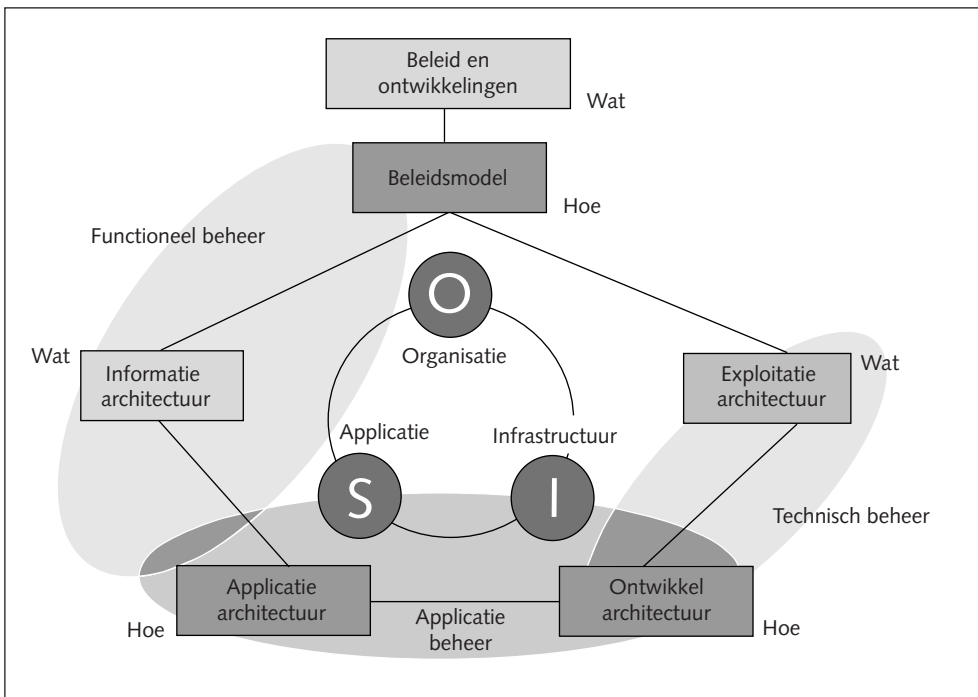 Beleid en
ontwikkelingen
Wat
Beleidsmodel
Hoe
Functioneel beheer
O
Organisatie
Wat
Informatie
architectuur
Exploitatie
architectuur
Wat
Applicatie
Infrastructuur
S
I
Technisch beheer
Applicatie
architectuur
Hoe
Applicatie
beheer
Ontwikkel
architectuur
Hoe